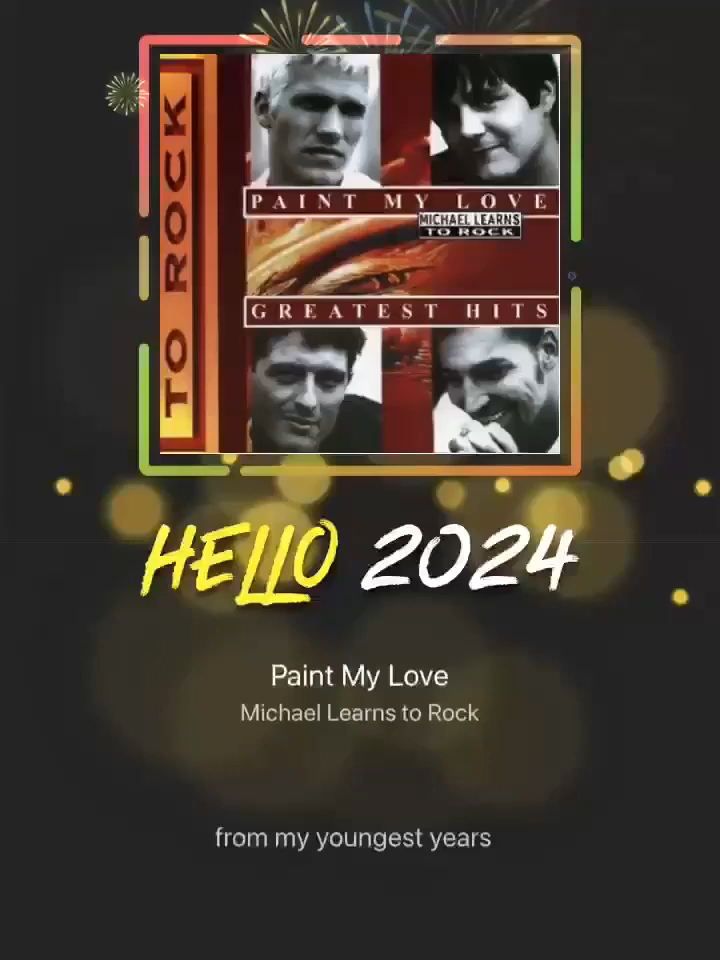 TO ROCK
PAINT MY LOVE
MICHAEL LEARNS
TO ROCK
GREATEST HITS
HELLO 2024
Paint My Love
Michael Learns to Rock
from my youngest years